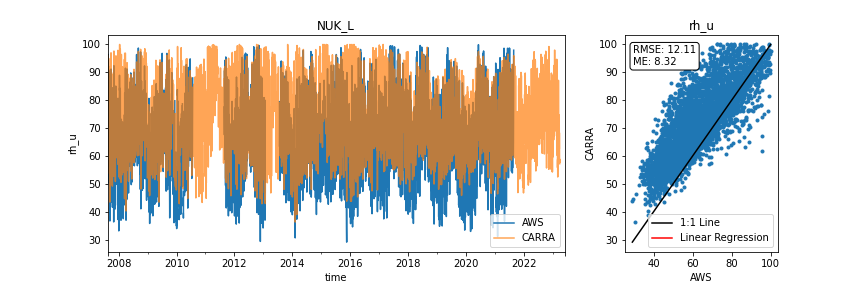 NUK_L
rh_u
100
90
80
70
60
50
40
30
2008
2010
2012
2014
2016
2018
2020
2022
time
AWS
CARRA
rh_u
RMSE: 12.11
ME: 8.32
CARRA
100
90
80
70
60
50
40
30
40
60
80
100
AWS
1:1 Line
Linear Regression